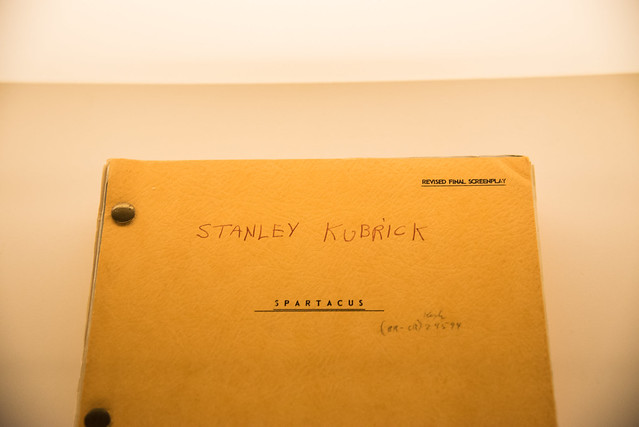 REVISED FINAL SCREENPLAY
STANLEY KUBRICK
SPARTACUS